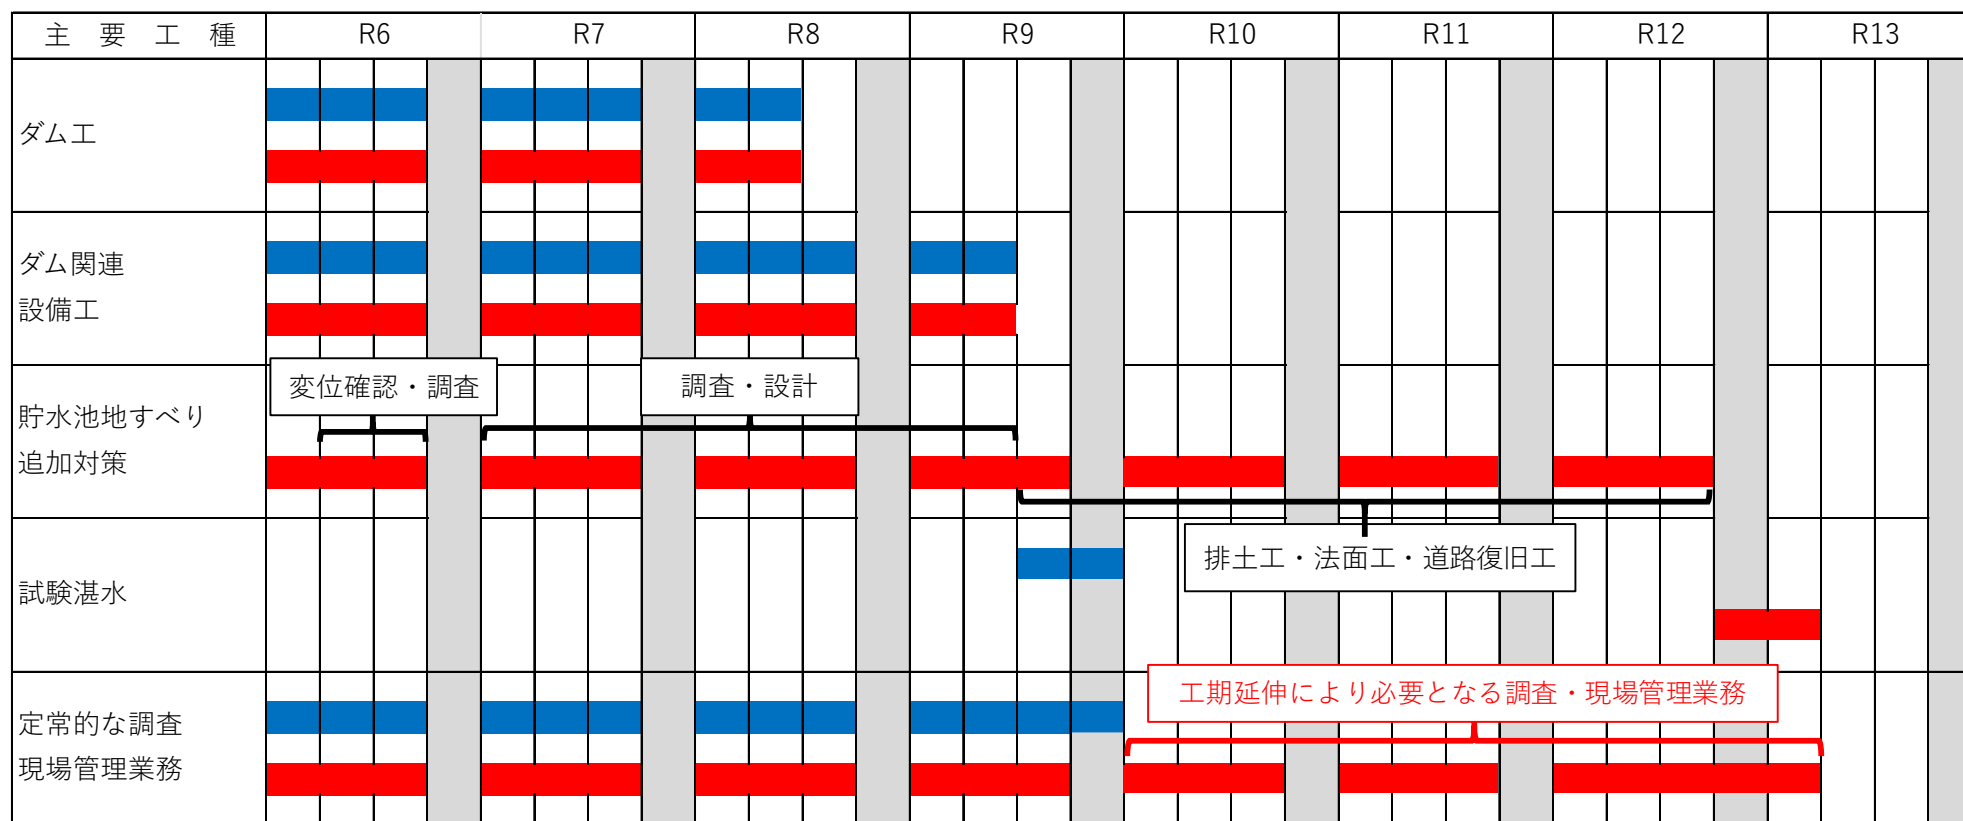 主要工種 R6 R7 R8 R9 R10 R11 R12 R13
ダム工
ダム関連
設備工
変位確認・調査 調査・設計
貯水池地すべり
追加対策
排土工・法面工・道路復旧工
試験湛水
工期延伸により必要となる調査・現場管理業務
定常的な調査
現場管理業務